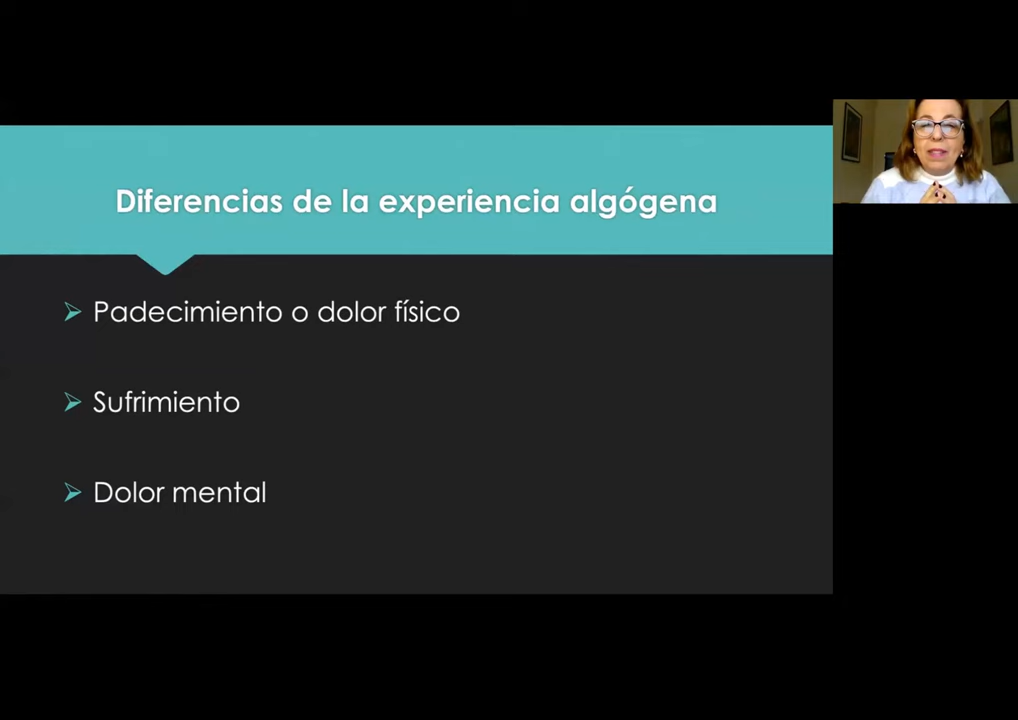 Diferencias de la experiencia algógena
Padecimiento o dolor físico
Sufrimiento
Dolor mental